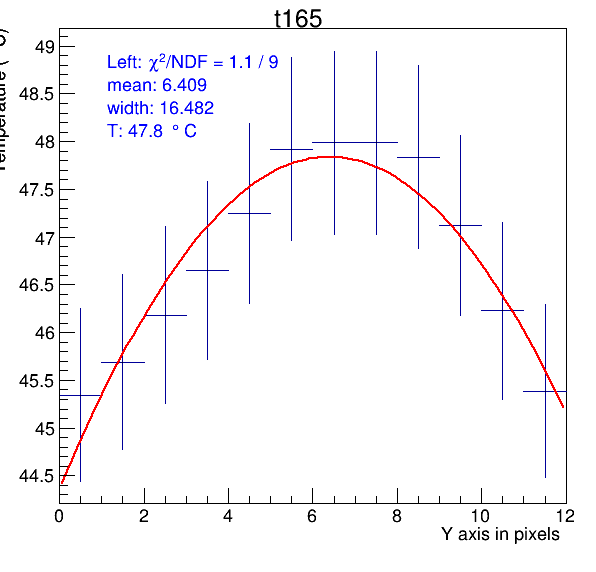 t165
Temperature (°C)
Left: χ²/NDF = 1.1 / 9
mean: 6.409
width: 16.482
T: 47.8 °C
49
48.5
48
47.5
47
46.5
46
45.5
45
44.5
0 2 4 6 8 10 12
Y axis in pixels